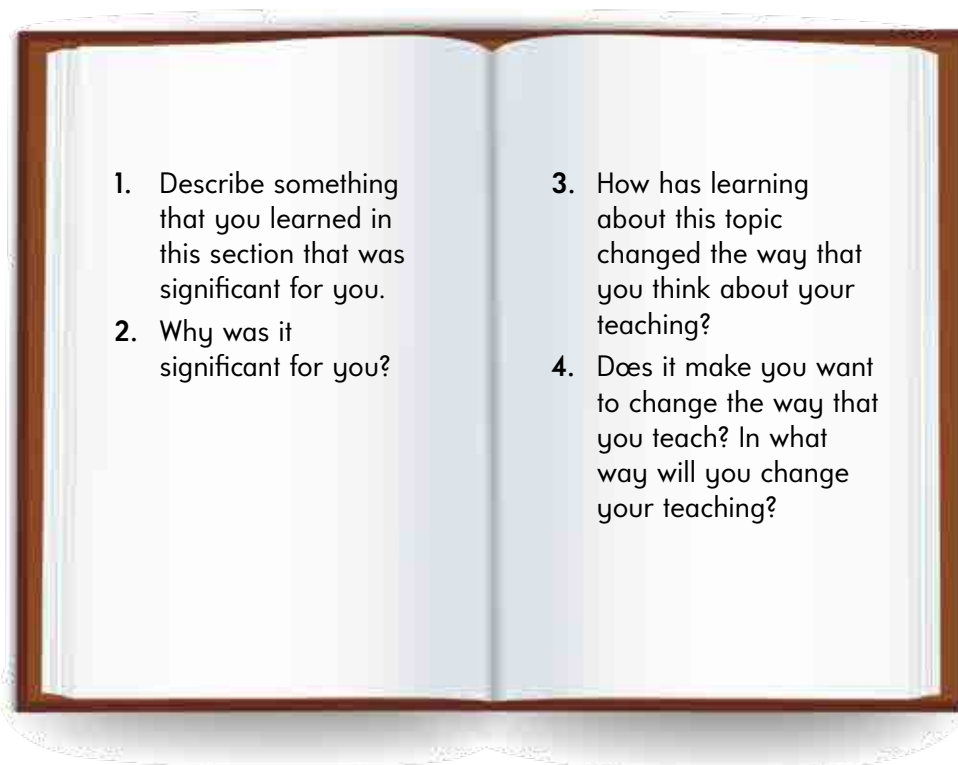 1. Describe something
that you learned in
this section that was
significant for you.
2. Why was it
significant for you?
3. How has learning
about this topic
changed the way that
you think about your
teaching?
4. Does it make you want
to change the way that
you teach? In what
way will you change
your teaching?